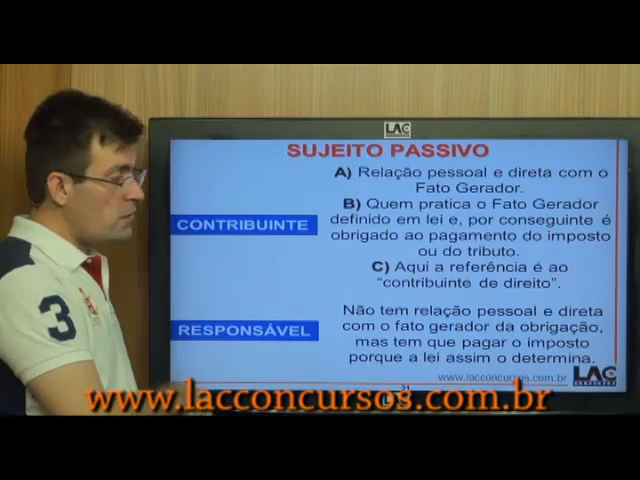 LAC
SUJEITO PASSIVO
A) Relação pessoal e direta com o
Fato Gerador.
B) Quem pratica o Fato Gerador
definido em lei e, por conseguinte é
obrigado ao pagamento do imposto
ou do tributo.
C) Aqui a referência é ao
"contribuinte de direito".
CONTRIBUINTE
Não tem relação pessoal e direta
com o fato gerador da obrigação,
mas tem que pagar o imposto
porque a lei assim o determina.
RESPONSÁVEL
www.lacconcursos.com.br
LAC
CONCURSOS
31
3
www.lacconcursos.com.br